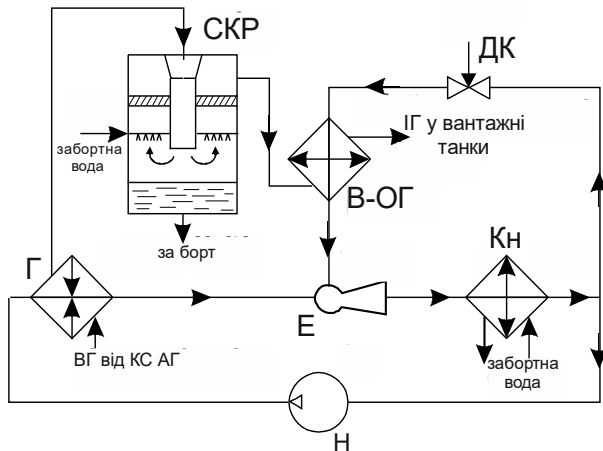 СКР
ДК
забортна
вода
ІГ у вантажні
танки
В-ОГ
за борт
Г
Кн
Е
ВГ від КС АГ
забортна
вода
Н